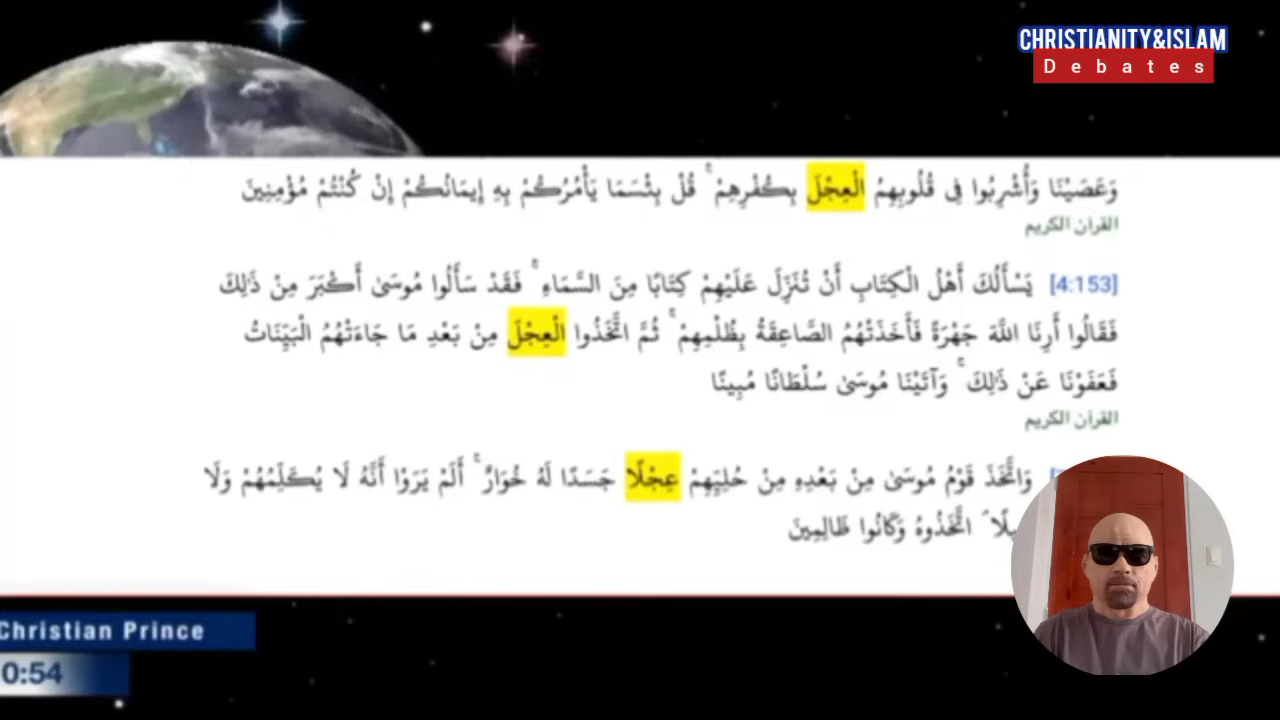 CHRISTIANITY&ISLAM
Debates
وَعَصَيْنَا وَأُشْرِبُوا فِي قُلُوبِهِمُ الْعِجْلَ بِكُفْرِهِمْ ۚ قُلْ بِئْسَمَا يَأْمُرُكُمْ بِهِ إِيمَانُكُمْ إِنْ كُنْتُمْ مُؤْمِنِينَ
القرآن الكريم
[4:153] يَسْأَلُكَ أَهْلُ الْكِتَابِ أَنْ تُنَزِّلَ عَلَيْهِمْ كِتَابًا مِنَ السَّمَاءِ ۚ فَقَدْ سَأَلُوا مُوسَىٰ أَكْبَرَ مِنْ ذَٰلِكَ
فَقَالُوا أَرِنَا اللَّهَ جَهْرَةً فَأَخَذَتْهُمُ الصَّاعِقَةُ بِظُلْمِهِمْ ۚ ثُمَّ اتَّخَذُوا الْعِجْلَ مِنْ بَعْدِ مَا جَاءَتْهُمُ الْبَيِّنَاتُ
فَعَفَوْنَا عَنْ ذَٰلِكَ ۚ وَآتَيْنَا مُوسَىٰ سُلْطَانًا مُبِينًا
القرآن الكريم
وَاتَّخَذَ قَوْمُ مُوسَىٰ مِنْ بَعْدِهِ مِنْ حُلِيِّهِمْ عِجْلًا جَسَدًا لَهُ خُوَارٌ ۚ أَلَمْ يَرَوْا أَنَّهُ لَا يُكَلِّمُهُمْ وَلَا
اتَّخَذُوهُ وَكَانُوا ظَالِمِينَ
Christian Prince
0:54